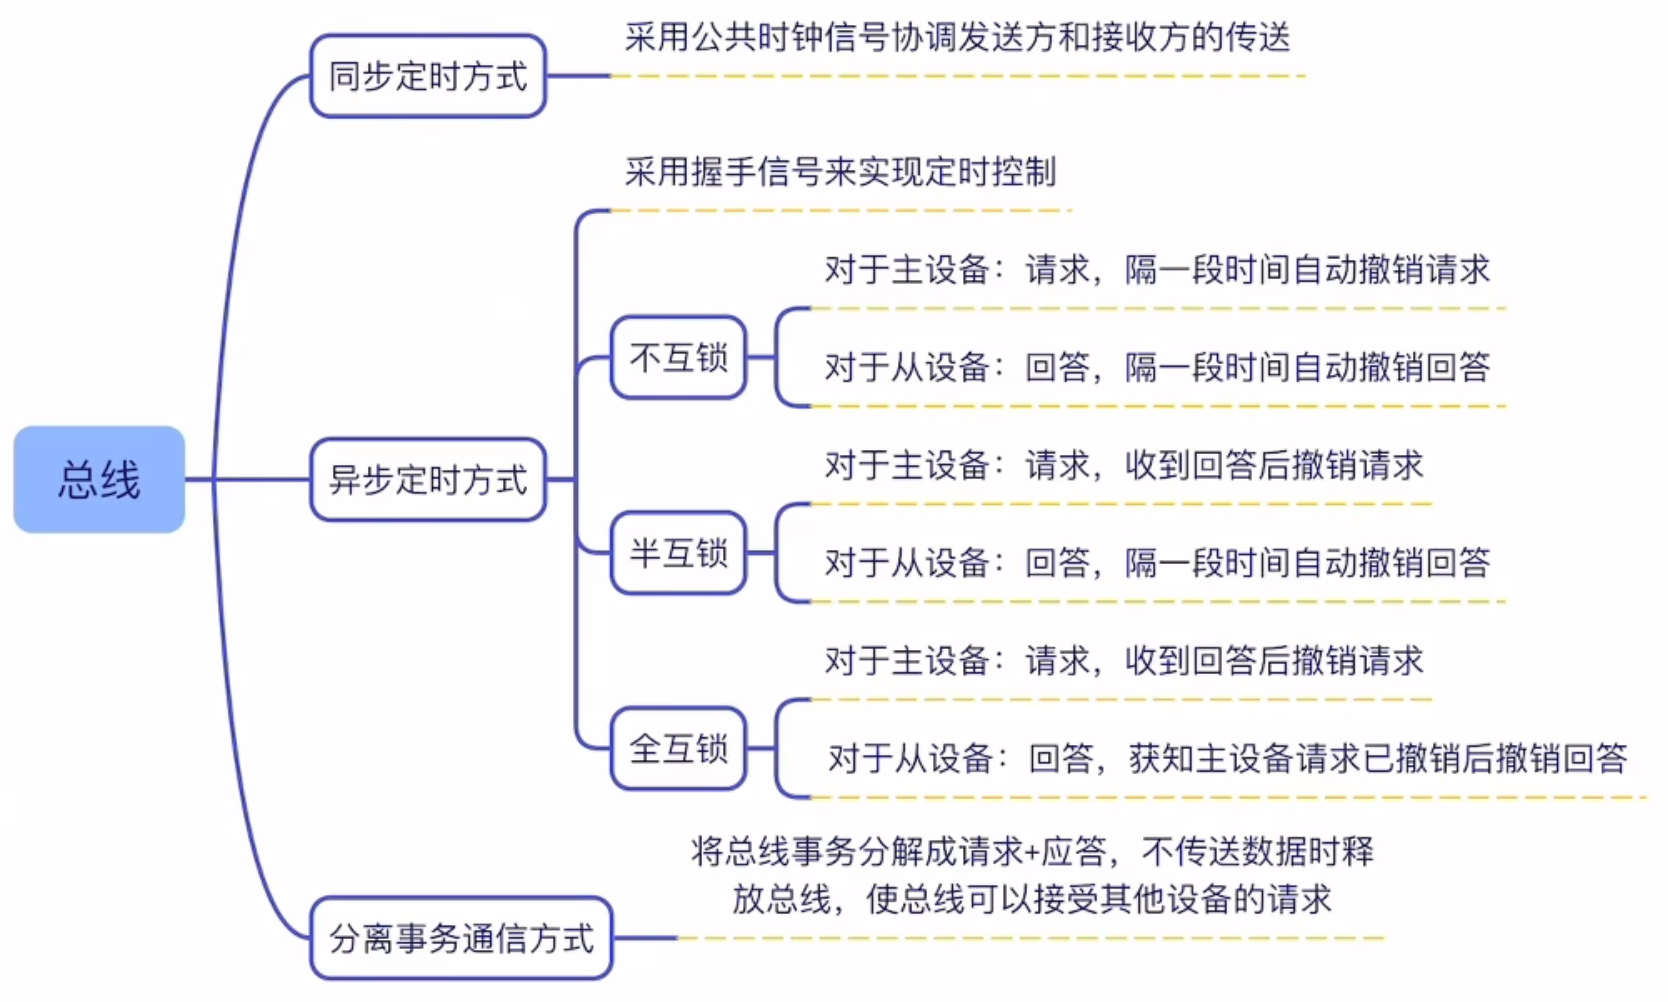 采用公共时钟信号协调发送方和接收方的传送
同步定时方式
采用握手信号来实现定时控制
对于主设备：请求，隔一段时间自动撤销请求
不互锁
对于从设备：回答，隔一段时间自动撤销回答
对于主设备：请求，收到回答后撤销请求
总线
异步定时方式
半互锁
对于从设备：回答，隔一段时间自动撤销回答
对于主设备：请求，收到回答后撤销请求
全互锁
对于从设备：回答，获知主设备请求已撤销后撤销回答
将总线事务分解成请求+应答，不传送数据时释
放总线，使总线可以接受其他设备的请求
分离事务通信方式